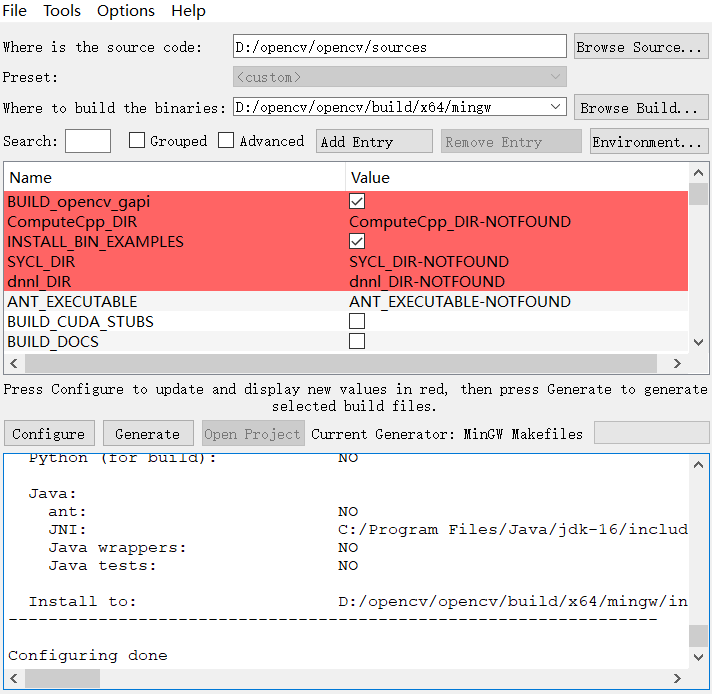 File Tools Options Help
Where is the source code: D:/opencv/opencv/sources Browse Source...
Preset: <custom>
Where to build the binaries: D:/opencv/opencv/build/x64/mingw Browse Build...
Search: Grouped Advanced Add Entry Remove Entry Environment...
Name Value
BUILD_opencv_gapi
ComputeCpp_DIR ComputeCpp_DIR-NOTFOUND
INSTALL_BIN_EXAMPLES
SYCL_DIR SYCL_DIR-NOTFOUND
dnnl_DIR dnnl_DIR-NOTFOUND
ANT_EXECUTABLE ANT_EXECUTABLE-NOTFOUND
BUILD_CUDA_STUBS
BUILD_DOCS
Press Configure to update and display new values in red, then press Generate to generate
selected build files.
Configure Generate Open Project Current Generator: MinGW Makefiles
Python (for build): NO
Java:
ant: NO
JNI: C:/Program Files/Java/jdk-16/includ
Java wrappers: NO
Java tests: NO
Install to: D:/opencv/opencv/build/x64/mingw/in
-----------------------------------------------------------------
Configuring done